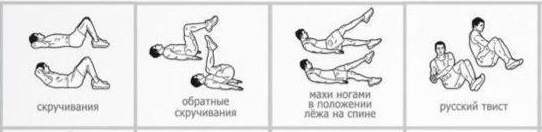 скручивания
обратные
скручивания
махи ногами
в положении
лёжа на спине
русский твист